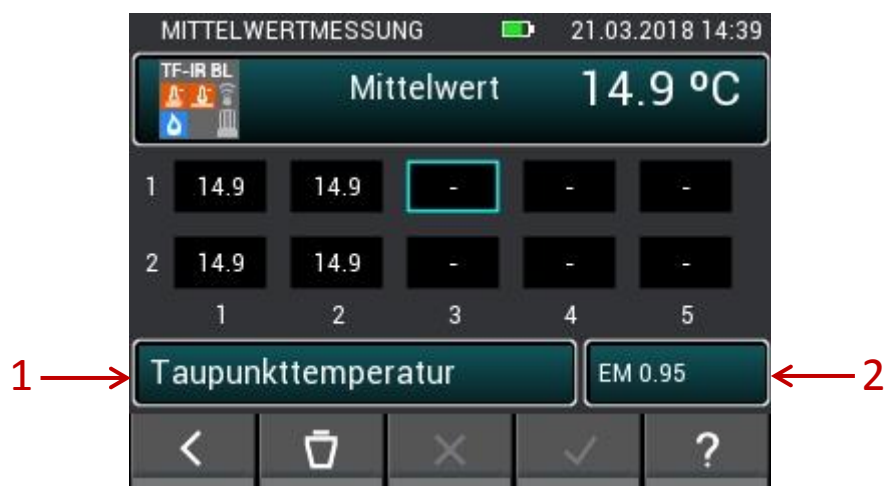 MITTELWERTMESSUNG 21.03.2018 14:39
TF-IR BL
Mittelwert 14.9 ºC
1 14.9 14.9 - - -
2 14.9 14.9 - - -
1 2 3 4 5
1 Taupunkttemperatur EM 0.95 2
?